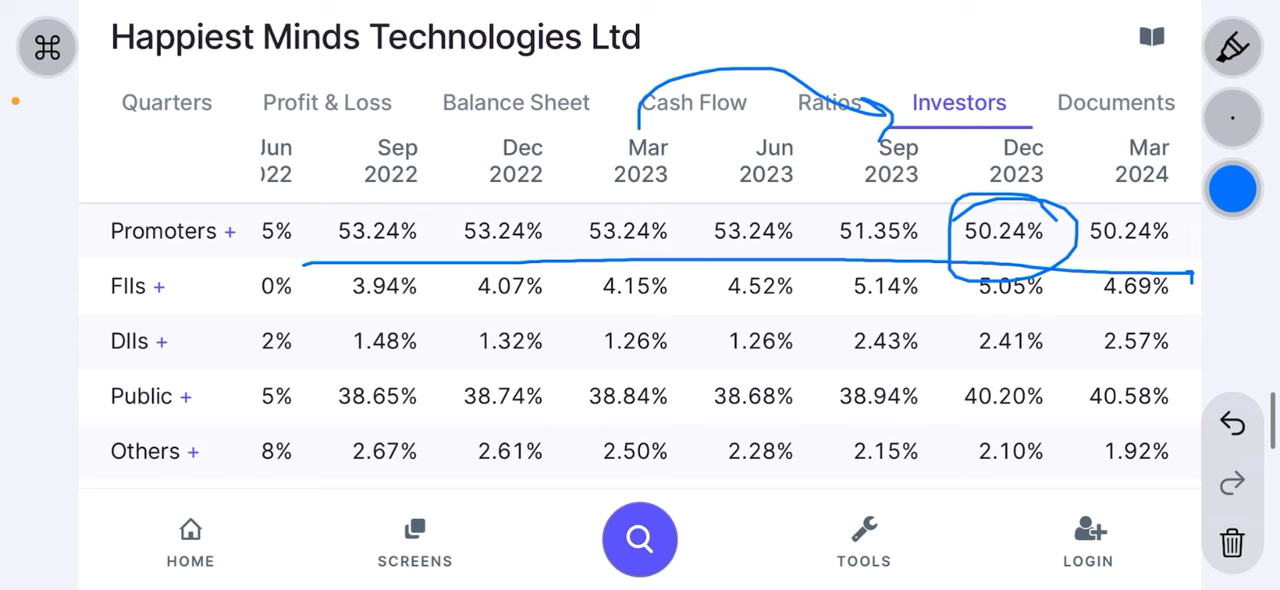 Happiest Minds Technologies Ltd
Quarters Profit & Loss Balance Sheet Cash Flow Ratios Investors Documents
Jun Sep Dec Mar Jun Sep Dec Mar
)22 2022 2022 2023 2023 2023 2023 2024
Promoters + 5% 53.24% 53.24% 53.24% 53.24% 51.35% 50.24% 50.24%
FIIs + 0% 3.94% 4.07% 4.15% 4.52% 5.14% 5.05% 4.69%
DIIs + 2% 1.48% 1.32% 1.26% 1.26% 2.43% 2.41% 2.57%
Public + 5% 38.65% 38.74% 38.84% 38.68% 38.94% 40.20% 40.58%
Others + 8% 2.67% 2.61% 2.50% 2.28% 2.15% 2.10% 1.92%
HOME SCREENS TOOLS LOGIN